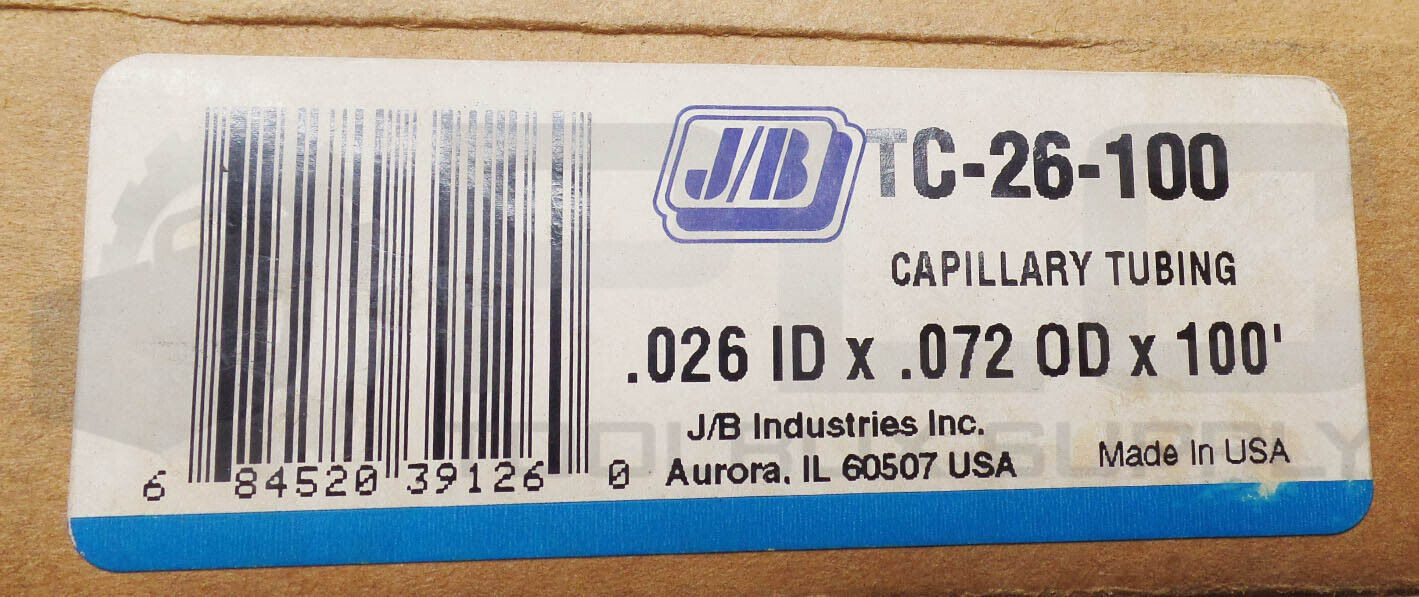 J/B TC-26-100
CAPILLARY TUBING
.026 ID x .072 OD x 100'
J/B Industries Inc.
Aurora, IL 60507 USA
Made In USA
6 84520 39126 0
SUPPLY